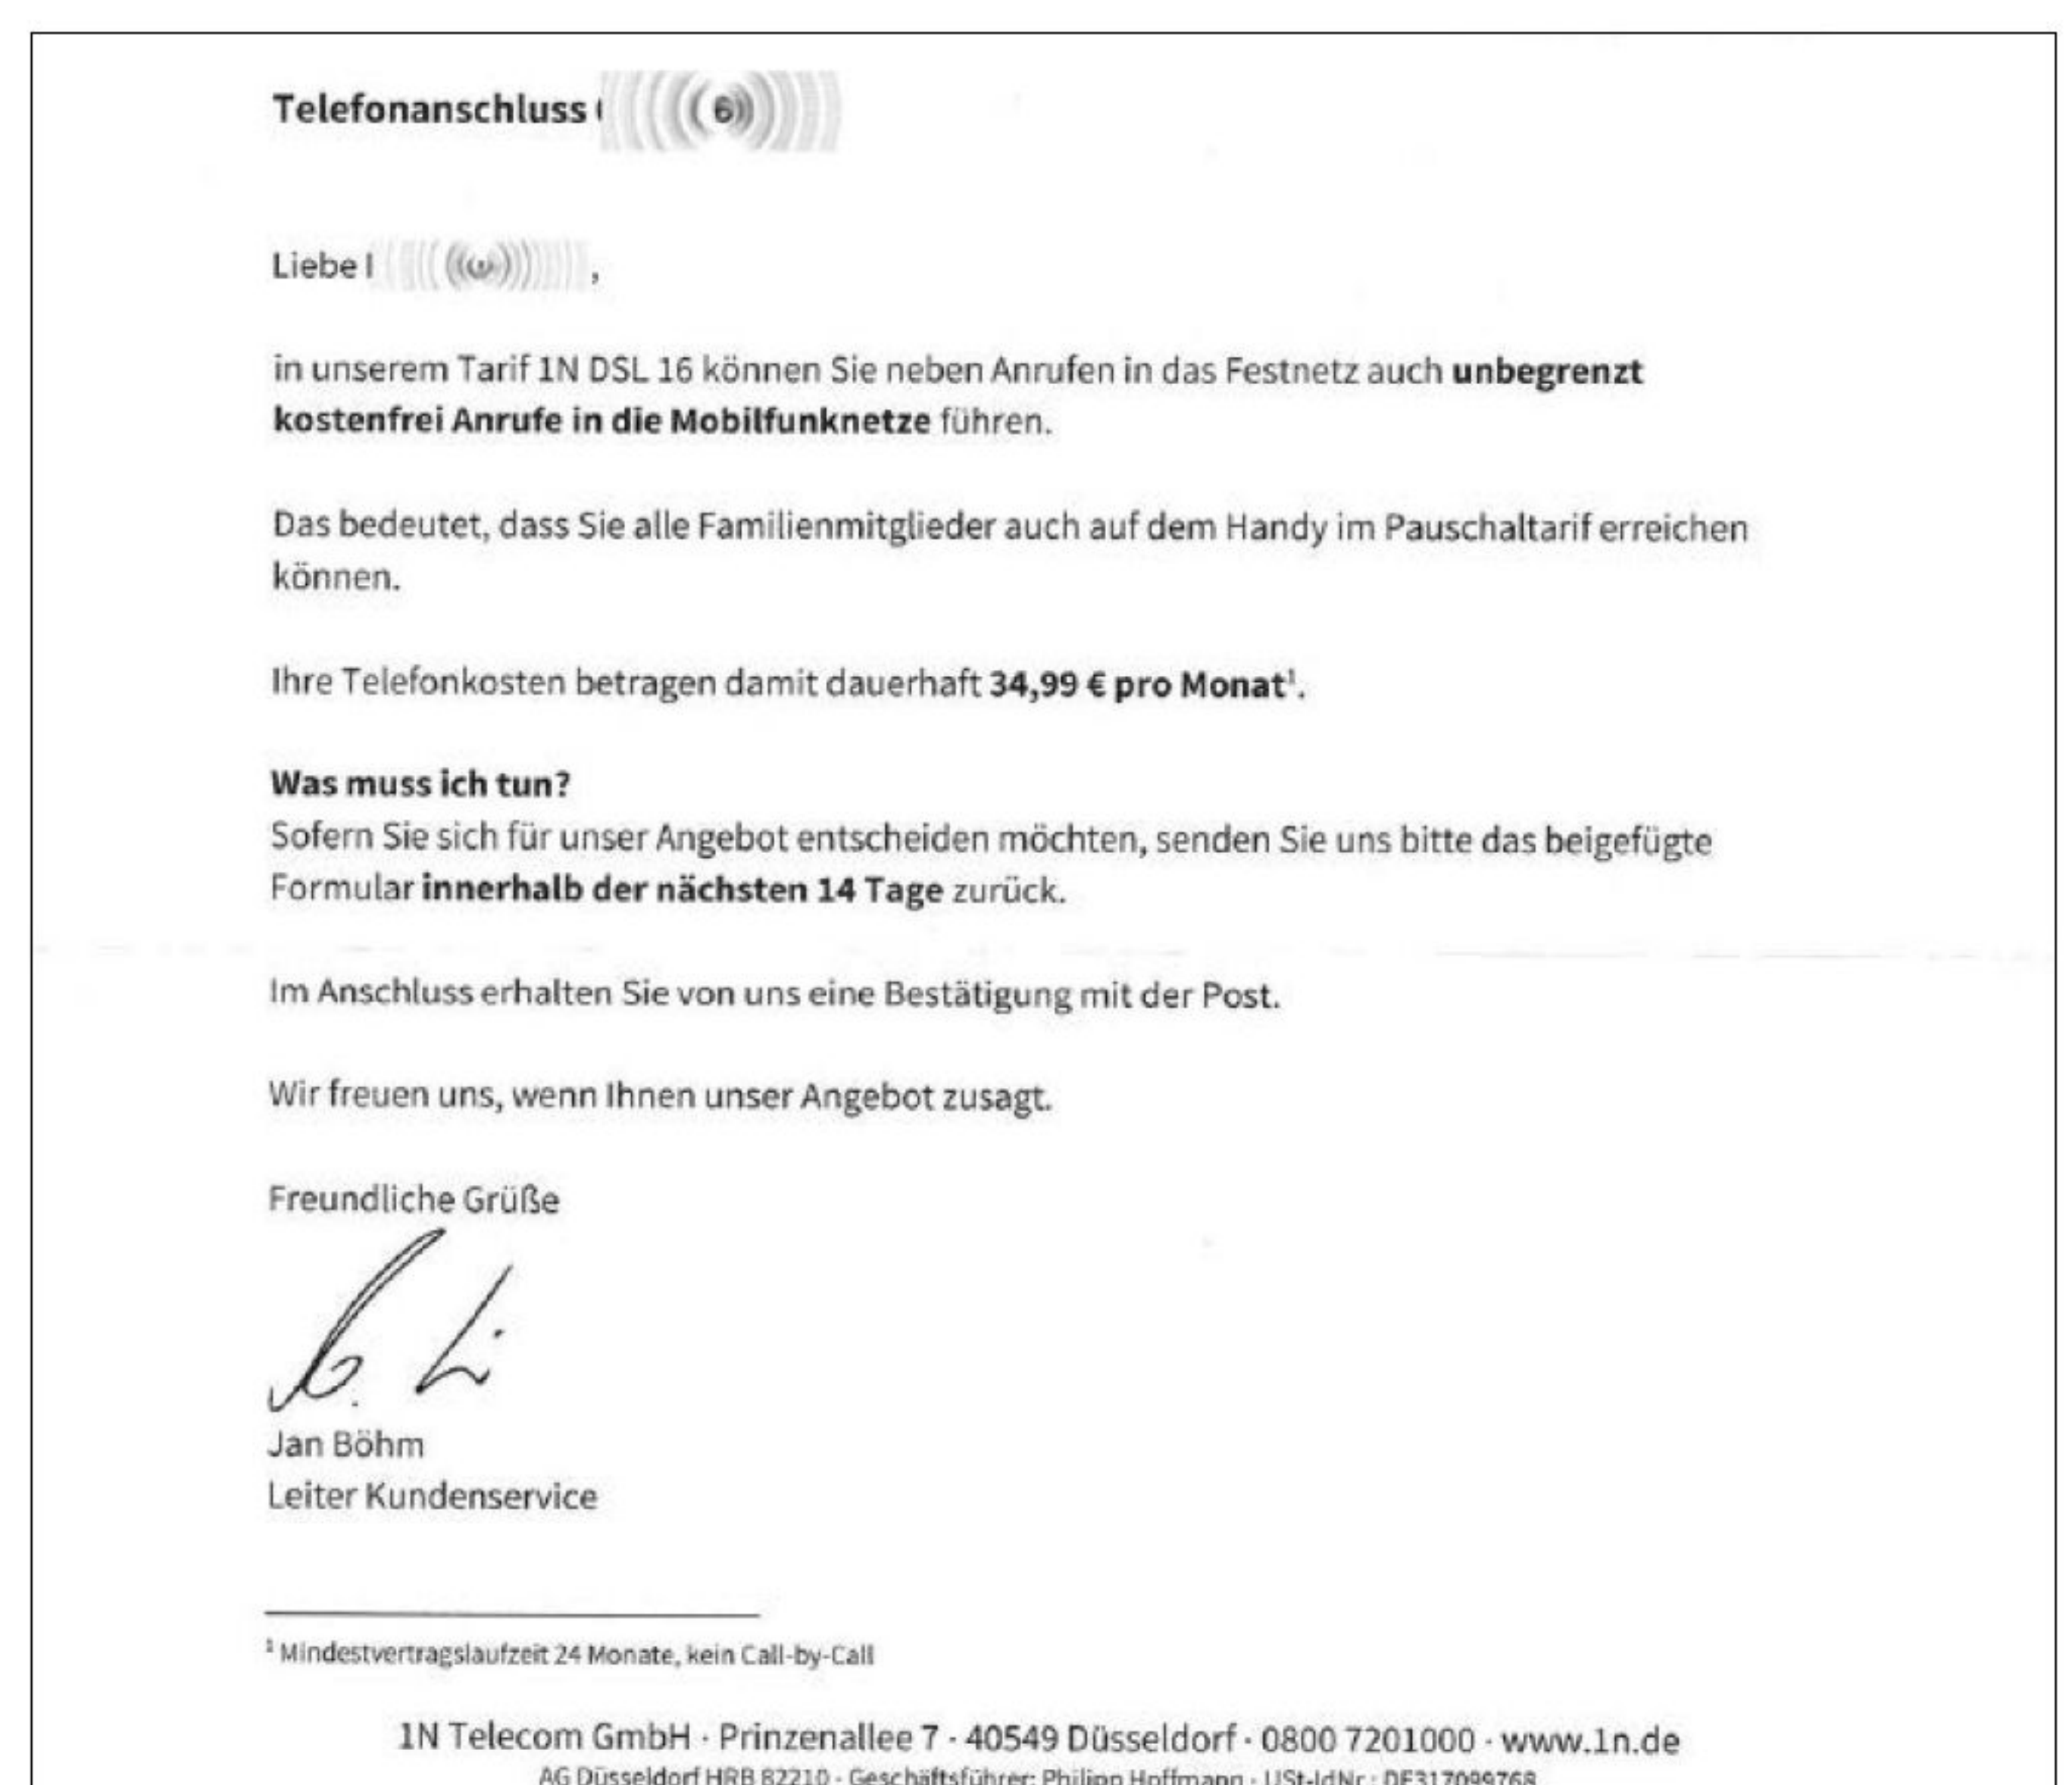 Telefonanschluss
Liebe ,
in unserem Tarif 1N DSL 16 können Sie neben Anrufen in das Festnetz auch unbegrenzt
kostenfrei Anrufe in die Mobilfunknetze führen.
Das bedeutet, dass Sie alle Familienmitglieder auch auf dem Handy im Pauschaltarif erreichen
können.
Ihre Telefonkosten betragen damit dauerhaft 34,99 € pro Monat¹.
Was muss ich tun?
Sofern Sie sich für unser Angebot entscheiden möchten, senden Sie uns bitte das beigefügte
Formular innerhalb der nächsten 14 Tage zurück.
Im Anschluss erhalten Sie von uns eine Bestätigung mit der Post.
Wir freuen uns, wenn Ihnen unser Angebot zusagt.
Freundliche Grüße
Jan Böhm
Leiter Kundenservice
¹ Mindestvertragslaufzeit 24 Monate, kein Call-by-Call
1N Telecom GmbH · Prinzenallee 7 · 40549 Düsseldorf · 0800 7201000 · www.1n.de
AG Düsseldorf HRB 82210 · Geschäftsführer: Philipp Hoffmann · USt-IdNr.: DE317099768